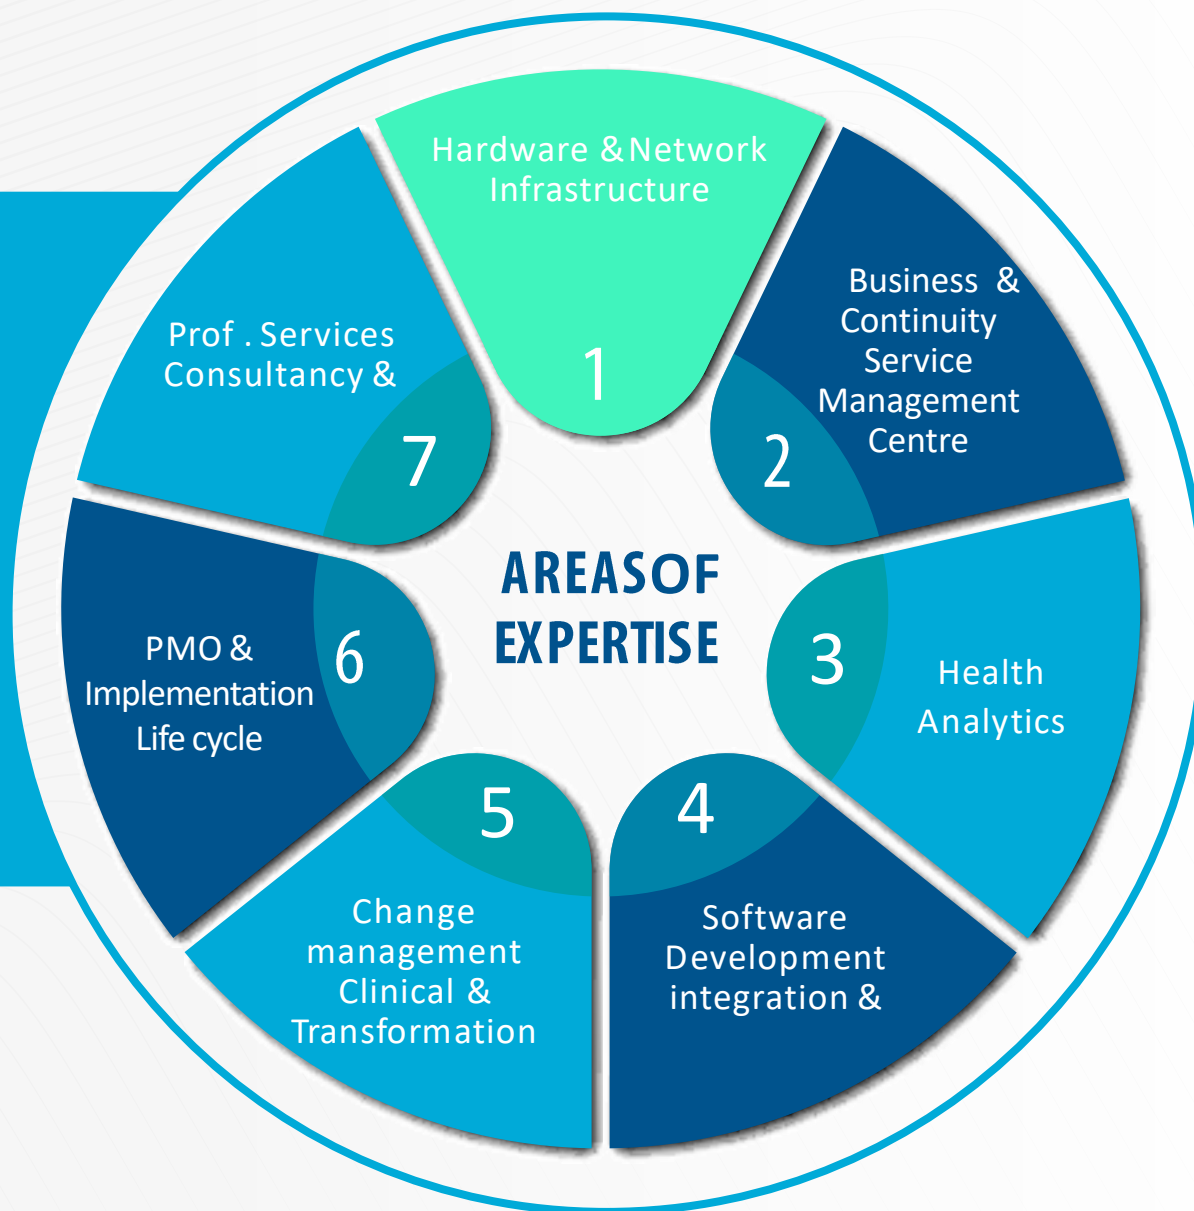 Hardware & Network
Infrastructure
1
Business &
Continuity
Service
Management
Centre
2
Health
Analytics
3
Software
Development
integration &
4
Change
management
Clinical &
Transformation
5
PMO &
Implementation
Life cycle
6
Prof . Services
Consultancy &
7
AREASOF
EXPERTISE